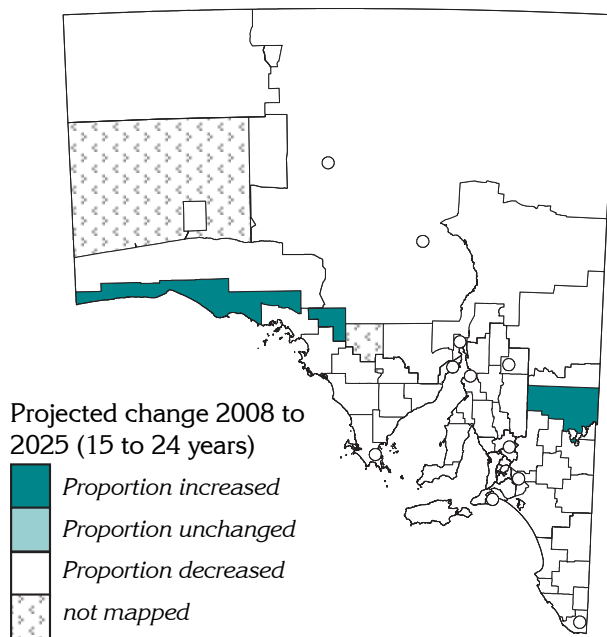 Projected change 2008 to
2025 (15 to 24 years)
Proportion increased
Proportion unchanged
Proportion decreased
not mapped